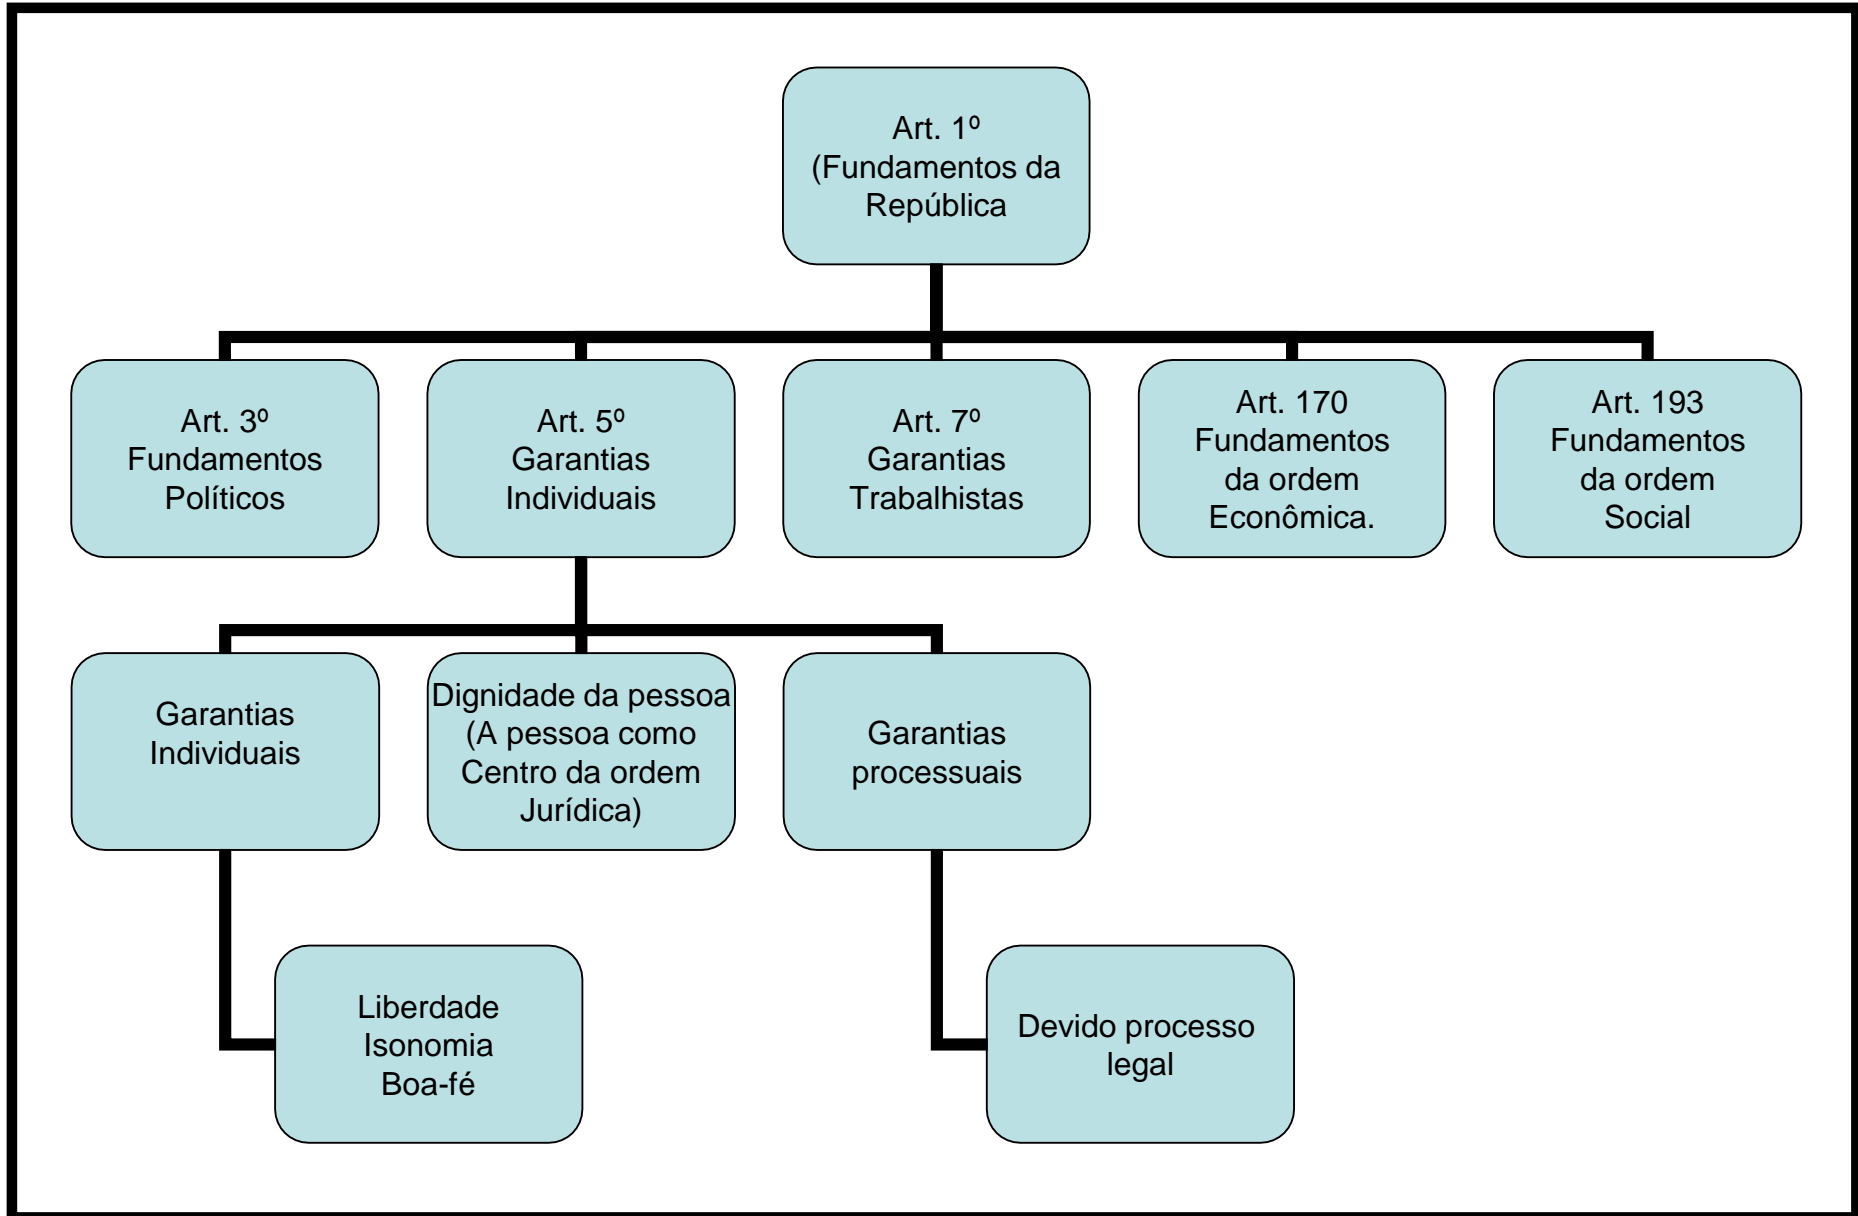 Art. 1º
(Fundamentos da
República
Art. 3º
Fundamentos
Políticos
Art. 5º
Garantias
Individuais
Art. 7º
Garantias
Trabalhistas
Art. 170
Fundamentos
da ordem
Econômica.
Art. 193
Fundamentos
da ordem
Social
Garantias
Individuais
Dignidade da pessoa
(A pessoa como
Centro da ordem
Jurídica)
Garantias
processuais
Liberdade
Isonomia
Boa-fé
Devido processo
legal